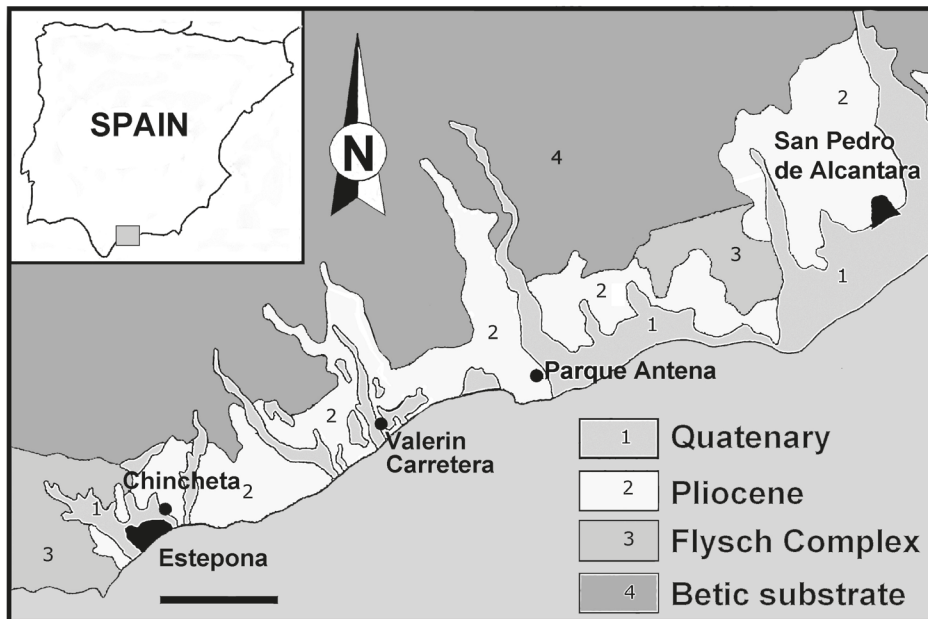 SPAIN
N
4
2
San Pedro
de Alcantara
3
2
1
1
2
Parque Antena
2
Valerin
Carretera
Chincheta
2
1
3
Estepona
1 Quatenary
2 Pliocene
3 Flysch Complex
4 Betic substrate